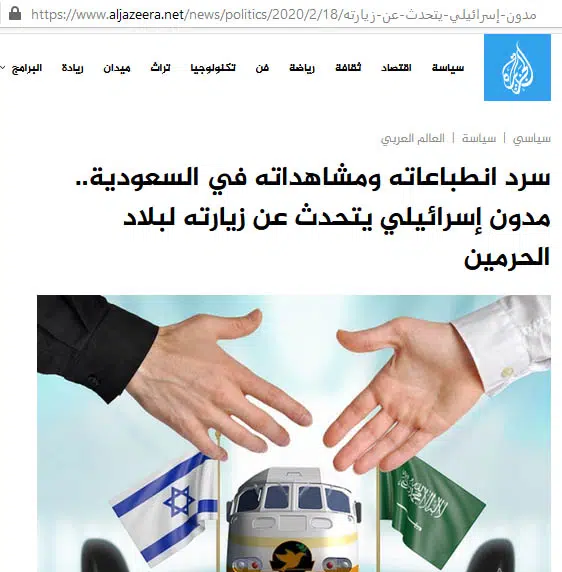 https://www.aljazeera.net/news/politics/2020/2/18/مدون-إسرائيلي-يتحدث-عن-زيارته
سياسة اقتصاد ثقافة رياضة فن تكنولوجيا تراث ميدان ريادة البرامج
سياسي | سياسة | العالم العربي
سرد انطباعاته ومشاهداته في السعودية..
مدون إسرائيلي يتحدث عن زيارته لبلاد
الحرمين